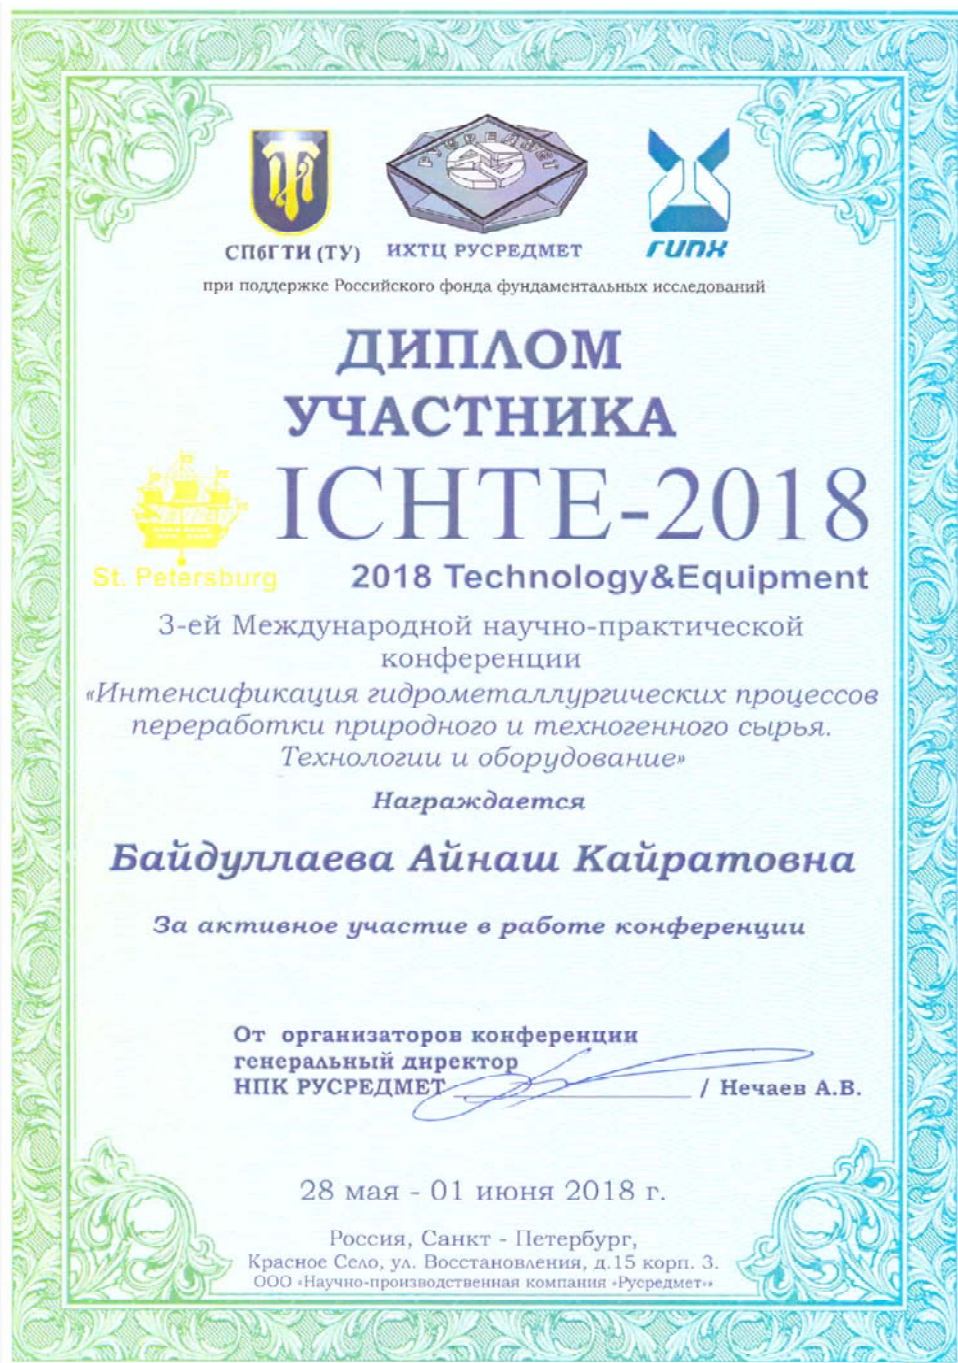 РУСРЕДМЕТ
СПбГТИ (ТУ)
ИХТЦ РУСРЕДМЕТ
ГИПХ
при поддержке Российского фонда фундаментальных исследований
ДИПЛОМ
УЧАСТНИКА
ICHTE-2018
St. Petersburg
2018 Technology&Equipment
3-ей Международной научно-практической
конференции
«Интенсификация гидрометаллургических процессов
переработки природного и техногенного сырья.
Технологии и оборудование»
Награждается
Байдуллаева Айнаш Кайратовна
За активное участие в работе конференции
От организаторов конференции
генеральный директор
НПК РУСРЕДМЕТ / Нечаев А.В.
28 мая - 01 июня 2018 г.
Россия, Санкт - Петербург,
Красное Село, ул. Восстановления, д.15 корп. 3.
ООО «Научно-производственная компания «Русредмет»»